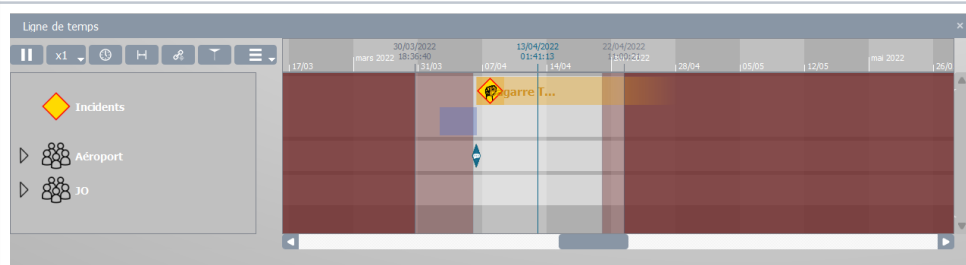 Ligne de temps
x1
30/03/2022 13/04/2022 22/04/2022
mars 2022 18:36:40 01:41:13 mai 2022
17/03 31/03 07/04 14/04 28/04 05/05 12/05 26/0
garre T...
Incidents
Aéroport
JO